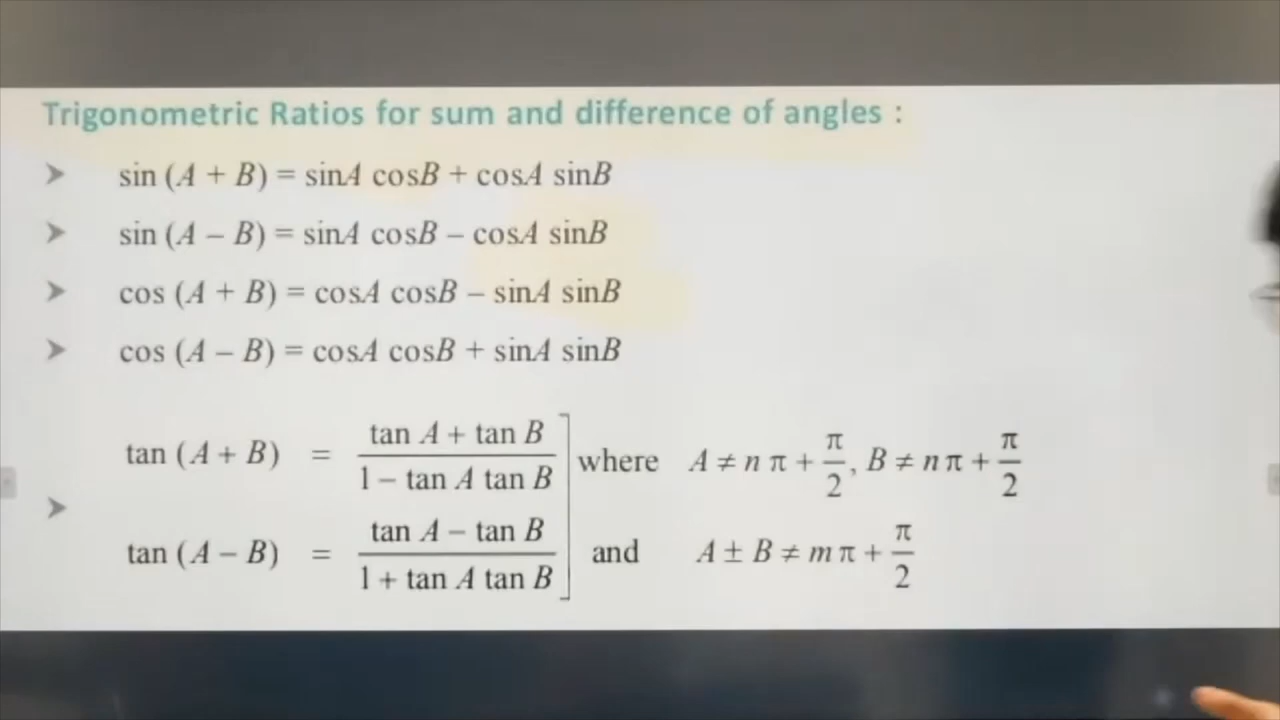 Trigonometric Ratios for sum and difference of angles :
➤ sin (A + B) = sinA cosB + cosA sinB
➤ sin (A – B) = sinA cosB – cosA sinB
➤ cos (A + B) = cosA cosB – sinA sinB
➤ cos (A – B) = cosA cosB + sinA sinB
➤ tan (A + B) = (tan A + tan B)/(1 – tan A tan B) where A ≠ n π + π/2, B ≠ n π + π/2
tan (A – B) = (tan A – tan B)/(1 + tan A tan B) and A ± B ≠ m π + π/2